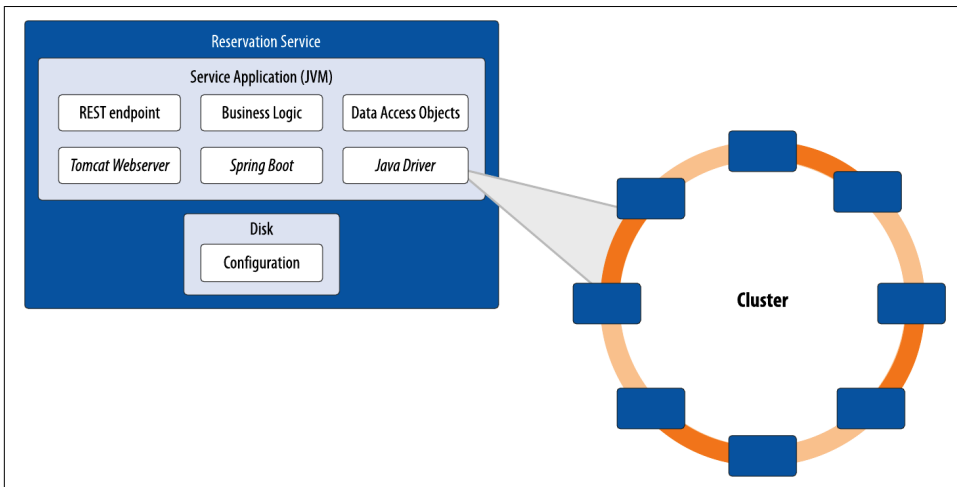 Reservation Service
Service Application (JVM)
REST endpoint
Business Logic
Data Access Objects
Tomcat Webserver
Spring Boot
Java Driver
Disk
Configuration
Cluster